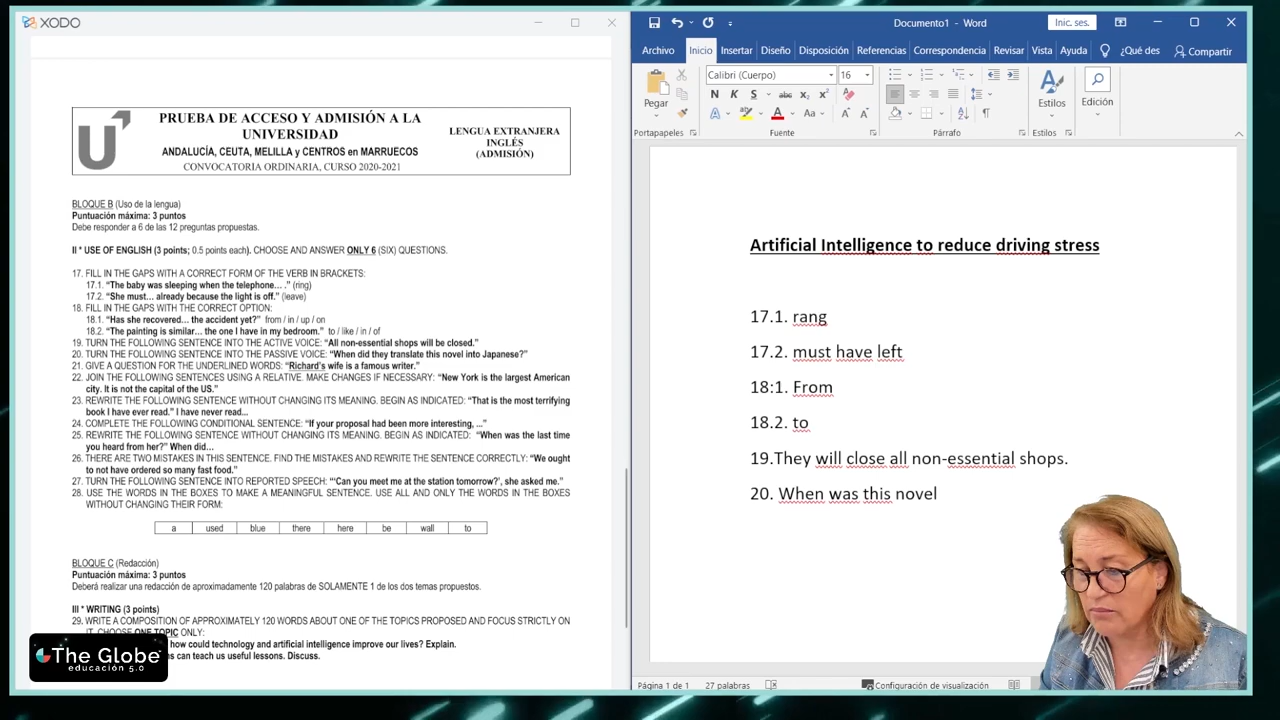 XODO
PRUEBA DE ACCESO Y ADMISIÓN A LA
UNIVERSIDAD
ANDALUCÍA, CEUTA, MELILLA y CENTROS en MARRUECOS
CONVOCATORIA ORDINARIA, CURSO 2020-2021
LENGUA EXTRANJERA
INGLÉS
(ADMISIÓN)
BLOQUE B (Uso de la lengua)
Puntuación máxima: 3 puntos
Debe responder a 6 de las 12 preguntas propuestas.
II * USE OF ENGLISH (3 points; 0.5 points each). CHOOSE AND ANSWER ONLY 6 (SIX) QUESTIONS.
17. FILL IN THE GAPS WITH A CORRECT FORM OF THE VERB IN BRACKETS:
17.1. “The baby was sleeping when the telephone… .” (ring)
17.2. “She must… already because the light is off.” (leave)
18. FILL IN THE GAPS WITH THE CORRECT OPTION:
18.1. “Has she recovered… the accident yet?” from / in / up / on
18.2. “The painting is similar… the one I have in my bedroom.” to / like / in / of
19. TURN THE FOLLOWING SENTENCE INTO THE ACTIVE VOICE: “All non-essential shops will be closed.”
20. TURN THE FOLLOWING SENTENCE INTO THE PASSIVE VOICE: “When did they translate this novel into Japanese?”
21. GIVE A QUESTION FOR THE UNDERLINED WORDS: “Richard’s wife is a famous writer.”
22. JOIN THE FOLLOWING SENTENCES USING A RELATIVE. MAKE CHANGES IF NECESSARY: “New York is the largest American
city. It is not the capital of the US.”
23. REWRITE THE FOLLOWING SENTENCE WITHOUT CHANGING ITS MEANING. BEGIN AS INDICATED: “That is the most terrifying
book I have ever read.” I have never read…
24. COMPLETE THE FOLLOWING CONDITIONAL SENTENCE: “If your proposal had been more interesting, …”
25. REWRITE THE FOLLOWING SENTENCE WITHOUT CHANGING ITS MEANING. BEGIN AS INDICATED: “When was the last time
you heard from her?” When did…
26. THERE ARE TWO MISTAKES IN THIS SENTENCE. FIND THE MISTAKES AND REWRITE THE SENTENCE CORRECTLY: “We ought
to not have ordered so many fast food.”
27. TURN THE FOLLOWING SENTENCE INTO REPORTED SPEECH: “‘Can you meet me at the station tomorrow?’, she asked me.”
28. USE THE WORDS IN THE BOXES TO MAKE A MEANINGFUL SENTENCE. USE ALL AND ONLY THE WORDS IN THE BOXES
WITHOUT CHANGING THEIR FORM:
a used blue there here be wall to
BLOQUE C (Redacción)
Puntuación máxima: 3 puntos
Deberá realizar una redacción de aproximadamente 120 palabras de SOLAMENTE 1 de los dos temas propuestos.
III * WRITING (3 points)
29. WRITE A COMPOSITION OF APPROXIMATELY 120 WORDS ABOUT ONE OF THE TOPICS PROPOSED AND FOCUS STRICTLY ON
IT. CHOOSE ONE TOPIC ONLY:
how could technology and artificial intelligence improve our lives? Explain.
can teach us useful lessons. Discuss.
The Globe
educación 5.0
Documento1 - Word
Inic. ses.
Archivo Inicio Insertar Diseño Disposición Referencias Correspondencia Revisar Vista Ayuda ¿Qué des Compartir
Calibri (Cuerpo) 16
Pegar
N K S abc x₂ x²
A A Aa A A
Estilos
Edición
Portapapeles Fuente Párrafo Estilos
Artificial Intelligence to reduce driving stress
17.1. rang
17.2. must have left
18:1. From
18.2. to
19.They will close all non-essential shops.
20. When was this novel
Página 1 de 1 27 palabras Configuración de visualización